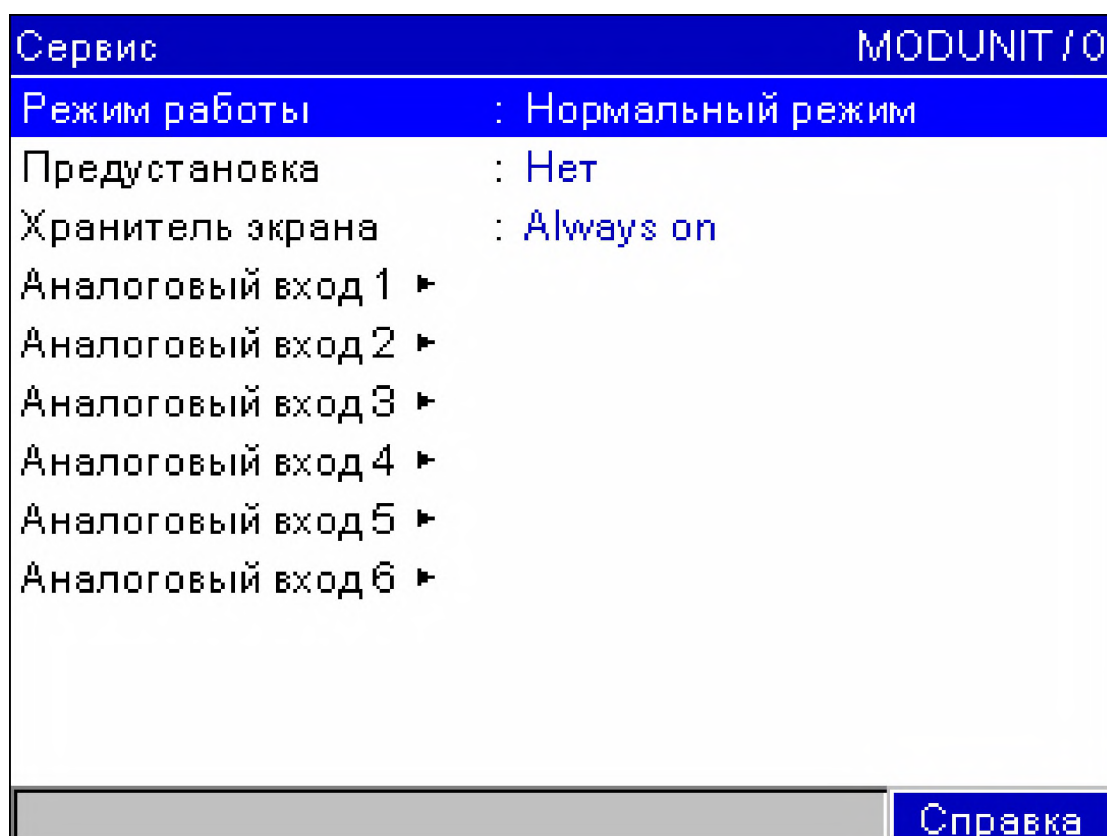 Сервис MODUNIT / 0
Режим работы : Нормальный режим
Предустановка : Нет
Хранитель экрана : Always on
Аналоговый вход 1 ►
Аналоговый вход 2 ►
Аналоговый вход 3 ►
Аналоговый вход 4 ►
Аналоговый вход 5 ►
Аналоговый вход 6 ►
Справка